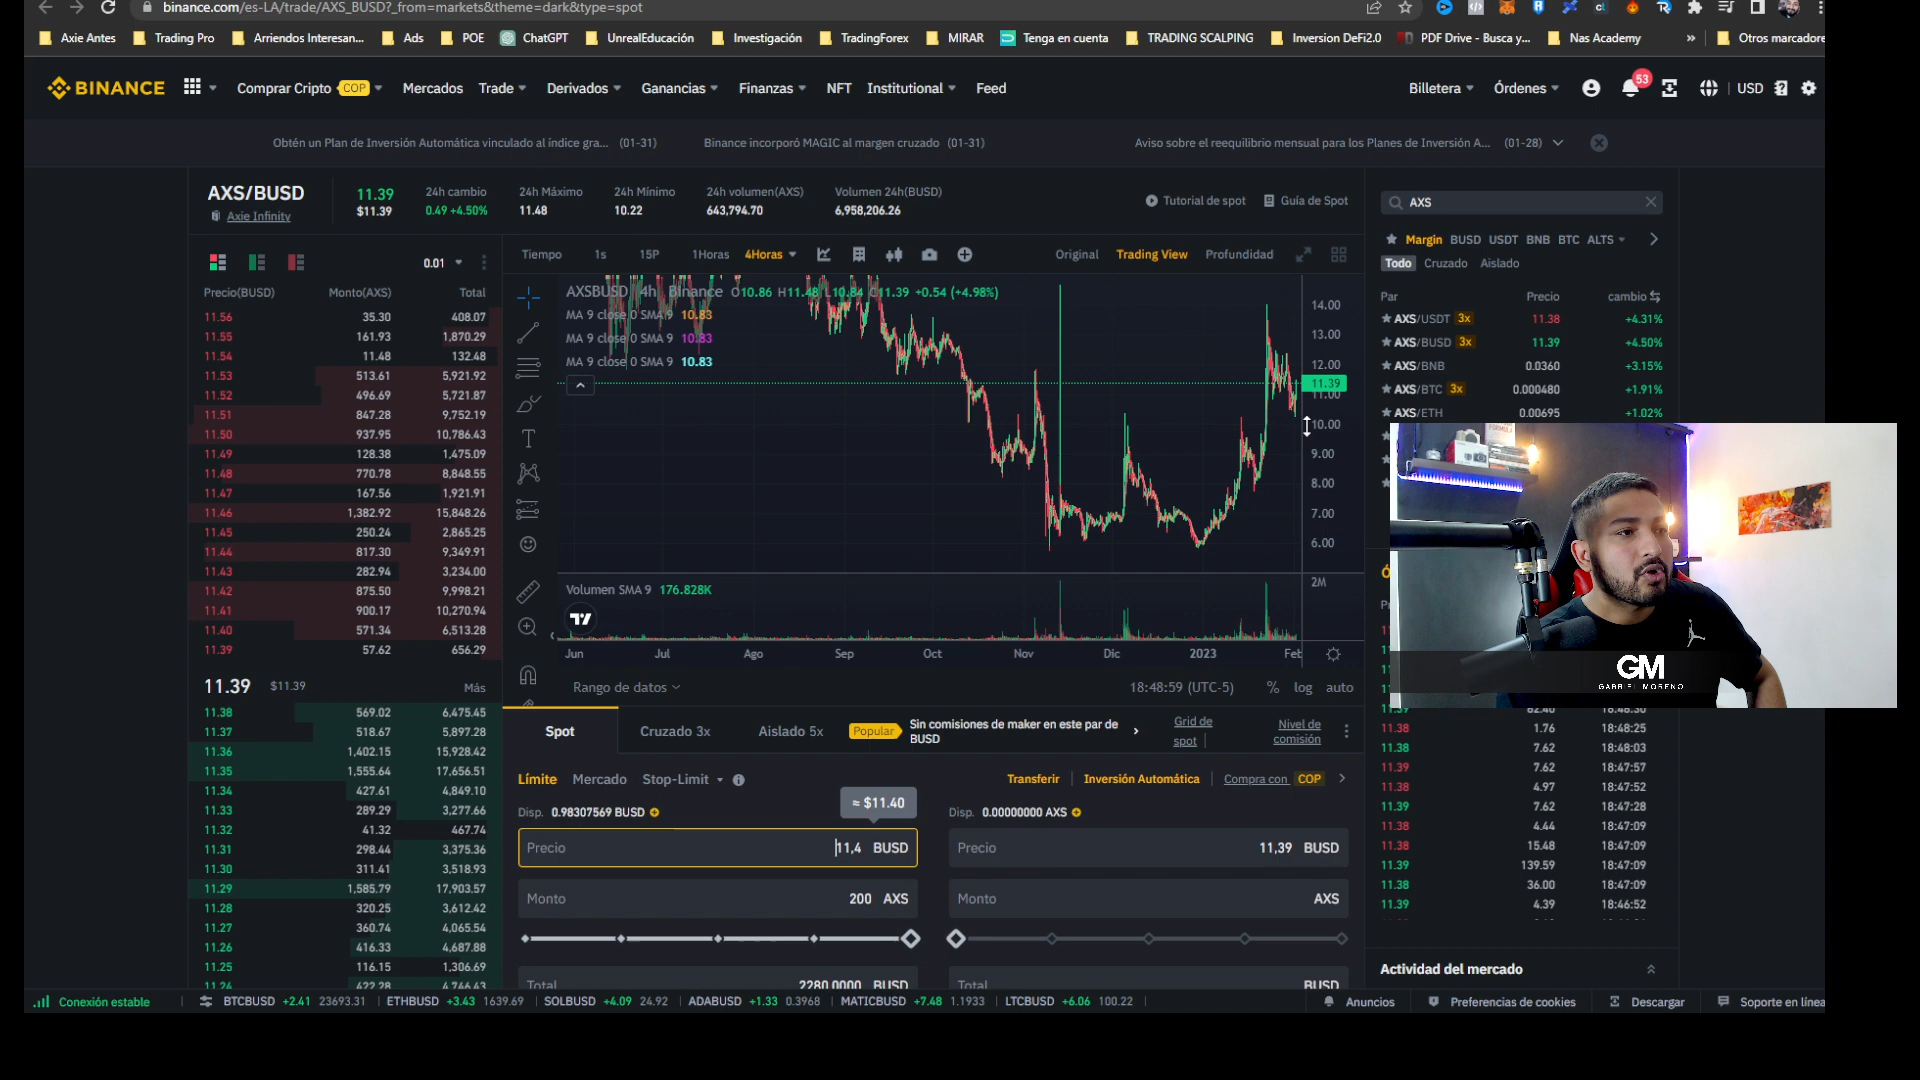 binance.com/es-LA/trade/AXS_BUSD?_from=markets&theme=dark&type=spot
Axie Antes Trading Pro Arriendos Interesan... Ads POE ChatGPT UnrealEducación Investigación TradingForex MIRAR Tenga en cuenta TRADING SCALPING Inversion DeFi2.0 PDF Drive - Busca y... Nas Academy » Otros marcadore
BINANCE Comprar Cripto COP Mercados Trade Derivados Ganancias Finanzas NFT Institutional Feed Billetera Órdenes 53 USD
Obtén un Plan de Inversión Automática vinculado al índice gra... (01-31) Binance incorporó MAGIC al margen cruzado (01-31) Aviso sobre el reequilibrio mensual para los Planes de Inversión A... (01-28)
AXS/BUSD
Axie Infinity
11.39
$11.39
24h cambio
0.49 +4.50%
24h Máximo
11.48
24h Mínimo
10.22
24h volumen(AXS)
643,794.70
Volumen 24h(BUSD)
6,958,206.26
Tutorial de spot Guía de Spot
0.01
Precio(BUSD) Monto(AXS) Total
11.56 35.30 408.07
11.55 161.93 1,870.29
11.54 11.48 132.48
11.53 513.61 5,921.92
11.52 496.69 5,721.87
11.51 847.28 9,752.19
11.50 937.95 10,786.43
11.49 128.38 1,475.09
11.48 770.78 8,848.55
11.47 167.56 1,921.91
11.46 1,382.92 15,848.26
11.45 250.24 2,865.25
11.44 817.30 9,349.91
11.43 282.94 3,234.00
11.42 875.50 9,998.21
11.41 900.17 10,270.94
11.40 571.34 6,513.28
11.39 57.62 656.29
11.39 $11.39 Más
11.38 569.02 6,475.45
11.37 518.67 5,897.28
11.36 1,402.15 15,928.42
11.35 1,555.64 17,656.51
11.34 427.61 4,849.10
11.33 289.29 3,277.66
11.32 41.32 467.74
11.31 298.44 3,375.36
11.30 311.41 3,518.93
11.29 1,585.79 17,903.57
11.28 320.25 3,612.42
11.27 360.74 4,065.54
11.26 416.33 4,687.88
11.25 116.15 1,306.69
11.24 422.28 4,746.43
Tiempo 1s 15P 1Horas 4Horas Original Trading View Profundidad
AXSBUSD 4h Binance O10.86 H11.48 L10.84 C11.39 +0.54 (+4.98%)
MA 9 close 0 SMA 9 10.83
MA 9 close 0 SMA 9 10.83
MA 9 close 0 SMA 9 10.83
14.00
13.00
12.00
11.39
11.00
10.00
9.00
8.00
7.00
6.00
Volumen SMA 9 176.828K
2M
Jun Jul Ago Sep Oct Nov Dic 2023 Feb
Rango de datos 18:48:59 (UTC-5) % log auto
Spot Cruzado 3x Aislado 5x Popular
Sin comisiones de maker en este par de
BUSD
Grid de
spot
Nivel de
comisión
Límite Mercado Stop-Limit Transferir Inversión Automática Compra con COP
Disp. 0.98307569 BUSD
≈ $11.40
Disp. 0.00000000 AXS
Precio 11,4 BUSD
Precio 11,39 BUSD
Monto 200 AXS
Monto AXS
Total 2280.0000 BUSD
Total BUSD
AXS
Margin BUSD USDT BNB BTC ALTS
Todo Cruzado Aislado
Par Precio cambio
AXS/USDT 3x 11.38 +4.31%
AXS/BUSD 3x 11.39 +4.50%
AXS/BNB 0.0360 +3.15%
AXS/BTC 3x 0.000480 +1.91%
AXS/ETH 0.00695 +1.02%
GM
GABRIEL MORENO
11.38 1.76 18:48:25
11.38 7.62 18:48:03
11.39 7.62 18:47:57
11.38 4.97 18:47:52
11.39 7.62 18:47:28
11.38 4.44 18:47:09
11.38 15.48 18:47:09
11.39 139.59 18:47:09
11.38 36.00 18:47:09
11.39 4.39 18:46:52
Actividad del mercado
Conexión estable BTCBUSD +2.41 23693.31 ETHBUSD +3.43 1639.69 SOLBUSD +4.09 24.92 ADABUSD +1.33 0.3968 MATICBUSD +7.48 1.1933 LTCBUSD +6.06 100.22 Anuncios Preferencias de cookies Descargar Soporte en línea